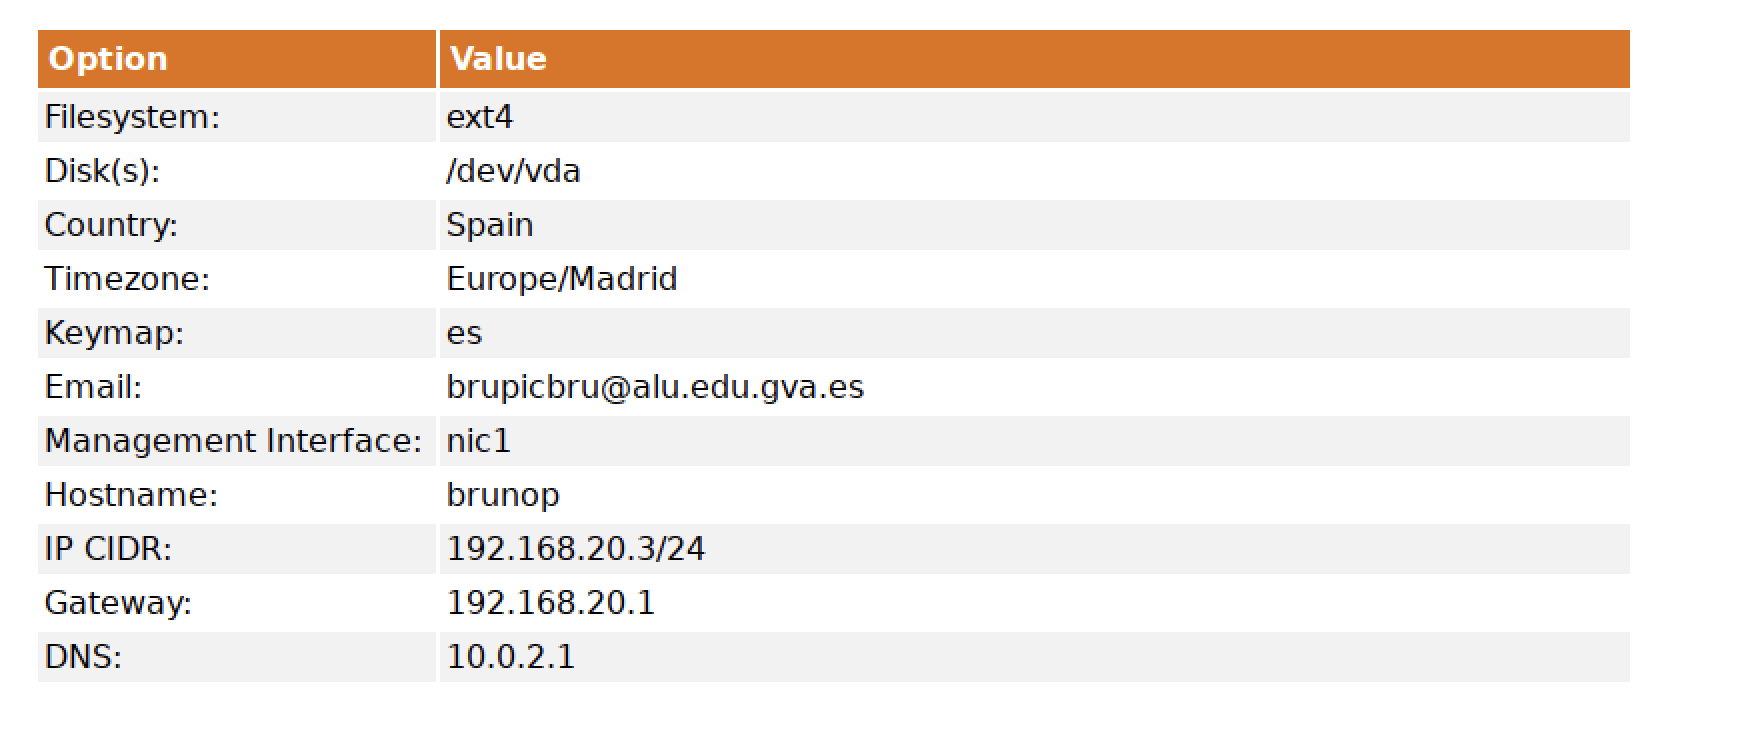 Option Value
Filesystem: ext4
Disk(s): /dev/vda
Country: Spain
Timezone: Europe/Madrid
Keymap: es
Email: brupicbru@alu.edu.gva.es
Management Interface: nic1
Hostname: brunop
IP CIDR: 192.168.20.3/24
Gateway: 192.168.20.1
DNS: 10.0.2.1